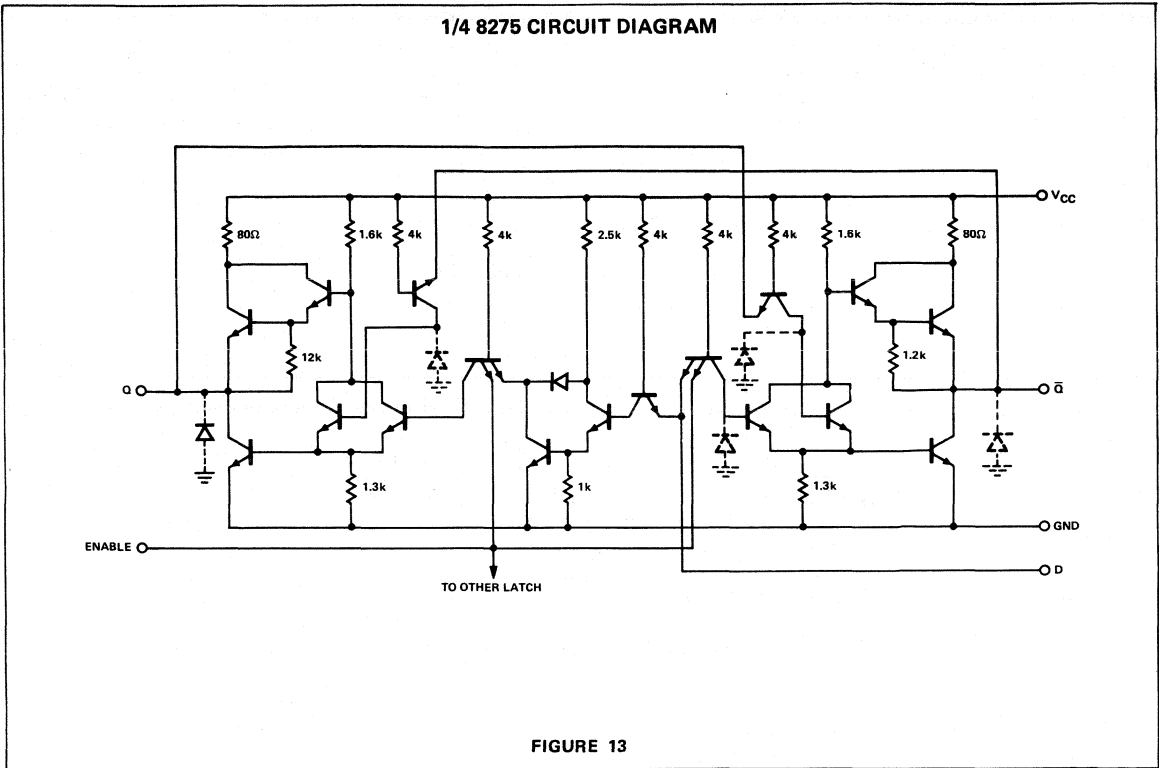 1/4 8275 CIRCUIT DIAGRAM
VCC
80Ω
1.6k
4k
4k
2.5k
4k
4k
4k
1.6k
80Ω
12k
1.2k
Q
Q̅
1.3k
1k
1.3k
GND
ENABLE
D
TO OTHER LATCH
FIGURE 13